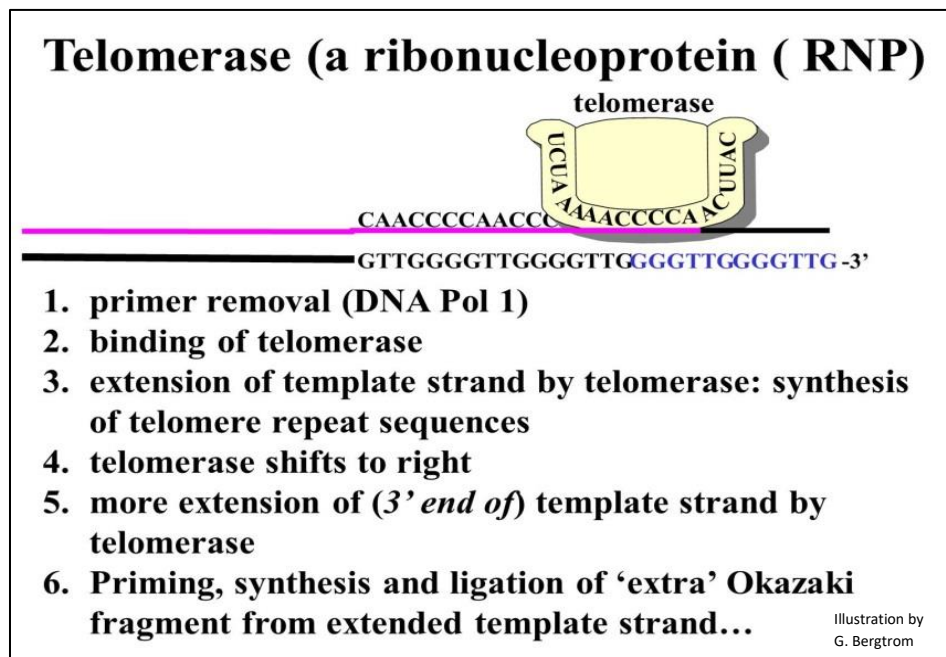 Telomerase (a ribonucleoprotein ( RNP)
telomerase
UCUA AAAACCCCA ACUUAC
CAACCCCAACCC
GTTGGGGTTGGGGTTGGGGTTGGGGTTG -3’
1. primer removal (DNA Pol 1)
2. binding of telomerase
3. extension of template strand by telomerase: synthesis
of telomere repeat sequences
4. telomerase shifts to right
5. more extension of (3’ end of) template strand by
telomerase
6. Priming, synthesis and ligation of ‘extra’ Okazaki
fragment from extended template strand…
Illustration by
G. Bergtrom